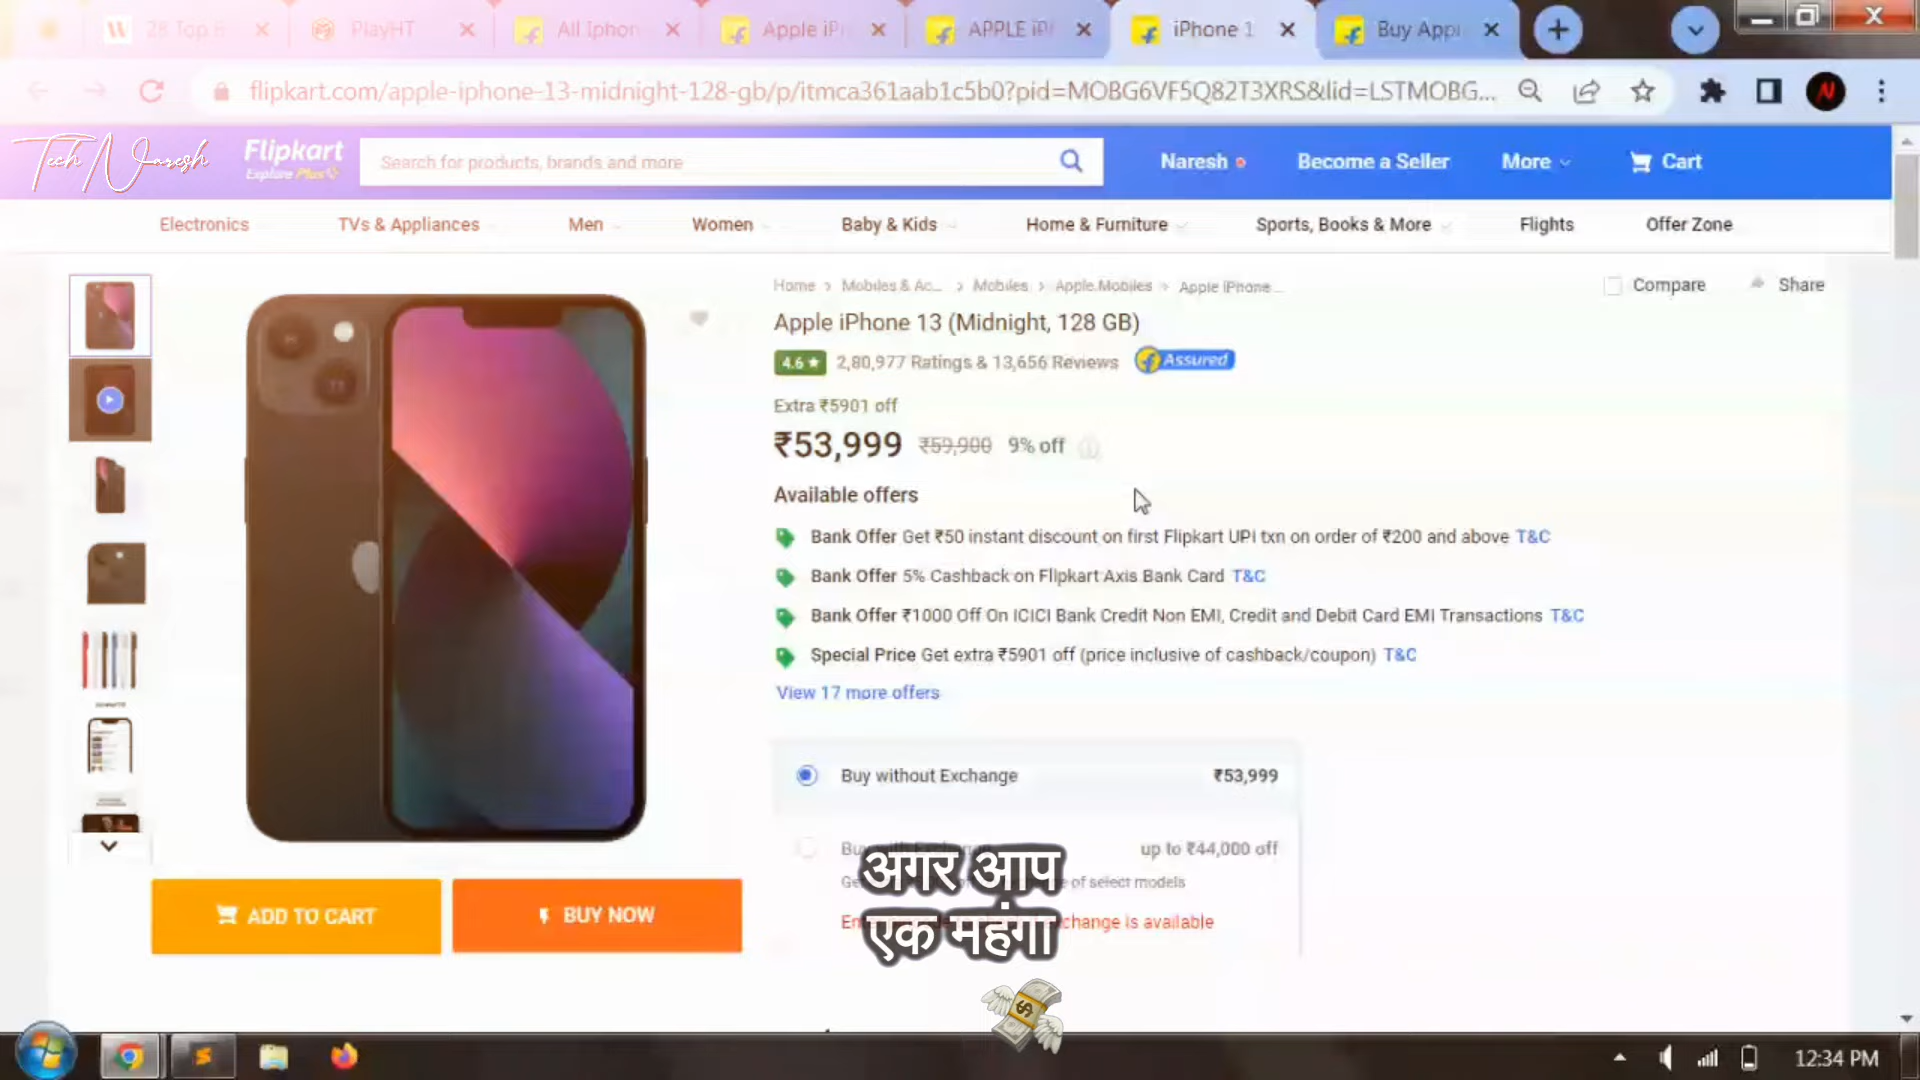 28 Top
PlayHT
All Iphon
Apple iP
APPLE iPI
iPhone 1
Buy Appl
flipkart.com/apple-iphone-13-midnight-128-gb/p/itmca361aab1c5b0?pid=MOBG6VF5Q82T3XRS&lid=LSTMOBG...
Tech Naresh
Flipkart
Explore Plus
Search for products, brands and more
Naresh
Become a Seller
More
Cart
Electronics
TVs & Appliances
Men
Women
Baby & Kids
Home & Furniture
Sports, Books & More
Flights
Offer Zone
Home > Mobiles & Ac... > Mobiles > Apple Mobiles > Apple iPhone ...
Compare
Share
Apple iPhone 13 (Midnight, 128 GB)
4.6 ★ 2,80,977 Ratings & 13,656 Reviews Assured
Extra ₹5901 off
₹53,999 ₹59,900 9% off
Available offers
Bank Offer Get ₹50 instant discount on first Flipkart UPI txn on order of ₹200 and above T&C
Bank Offer 5% Cashback on Flipkart Axis Bank Card T&C
Bank Offer ₹1000 Off On ICICI Bank Credit Non EMI, Credit and Debit Card EMI Transactions T&C
Special Price Get extra ₹5901 off (price inclusive of cashback/coupon) T&C
View 17 more offers
Buy without Exchange ₹53,999
up to ₹44,000 off
of select models
change is available
अगर आप
एक महंगा
ADD TO CART
BUY NOW
12:34 PM